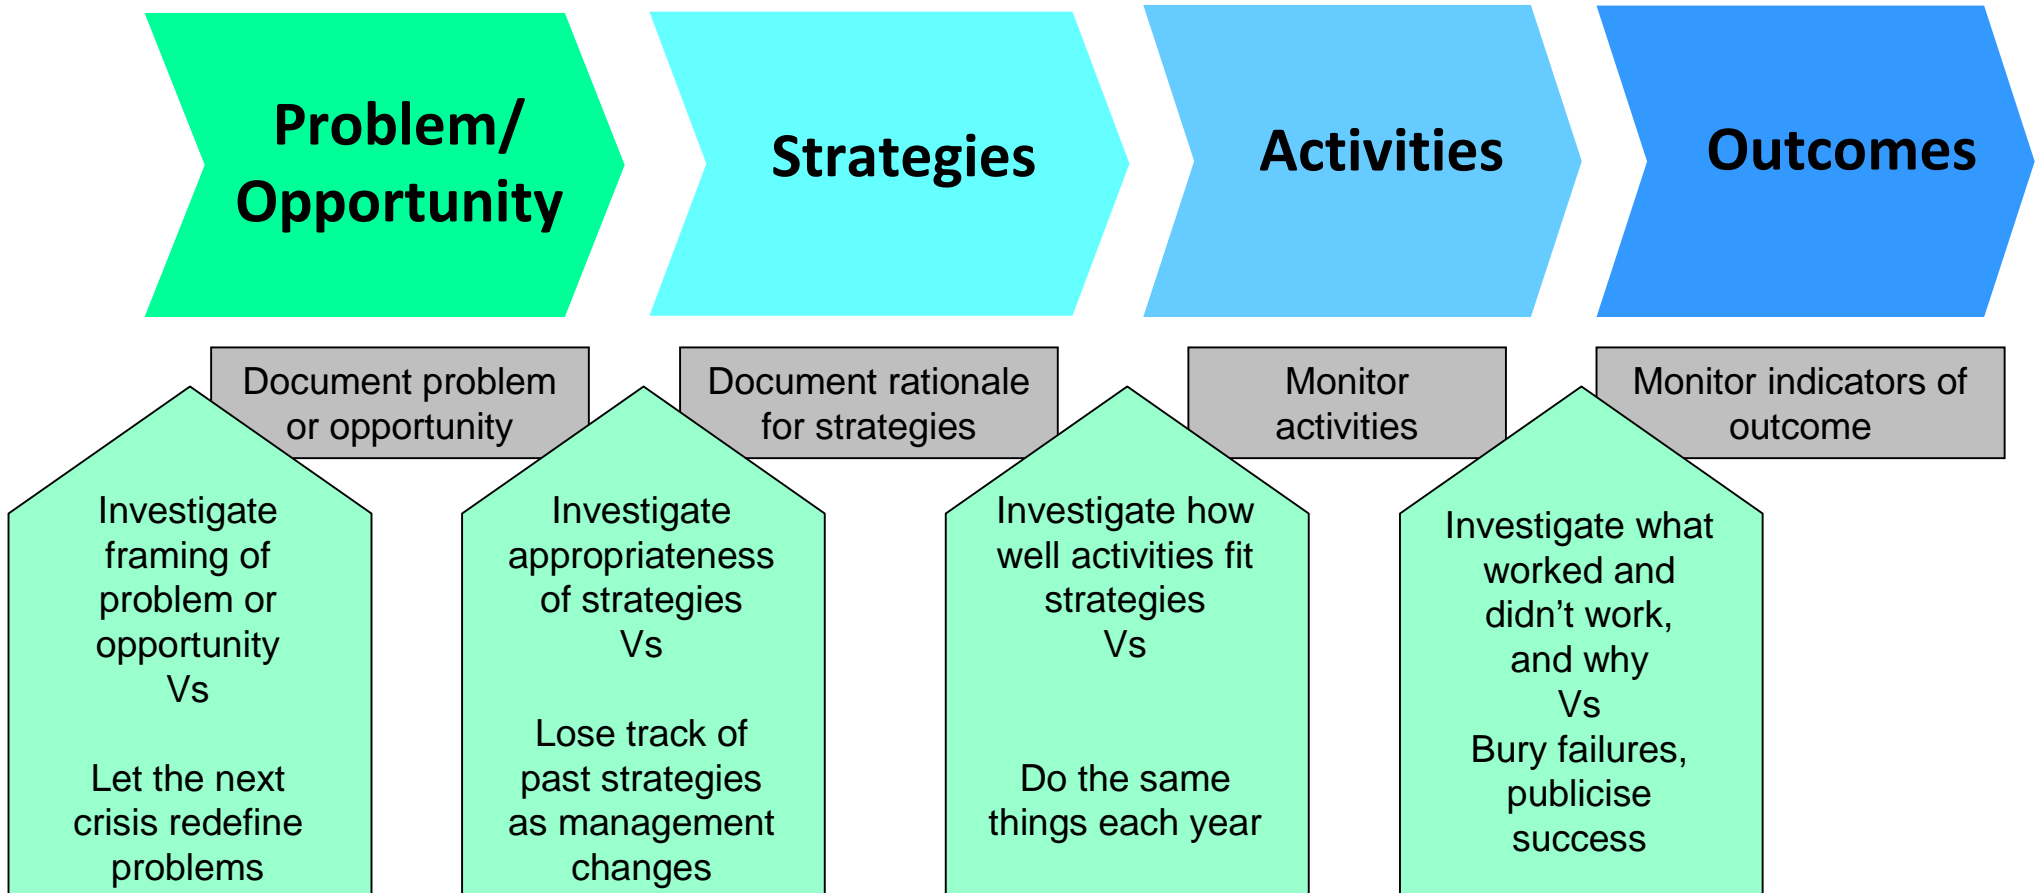 Problem/
Opportunity
Strategies
Activities
Outcomes
Document problem
or opportunity
Document rationale
for strategies
Monitor
activities
Monitor indicators of
outcome
Investigate
framing of
problem or
opportunity
Vs
Let the next
crisis redefine
problems
Investigate
appropriateness
of strategies
Vs
Lose track of
past strategies
as management
changes
Investigate how
well activities fit
strategies
Vs
Do the same
things each year
Investigate what
worked and
didn’t work,
and why
Vs
Bury failures,
publicise
success